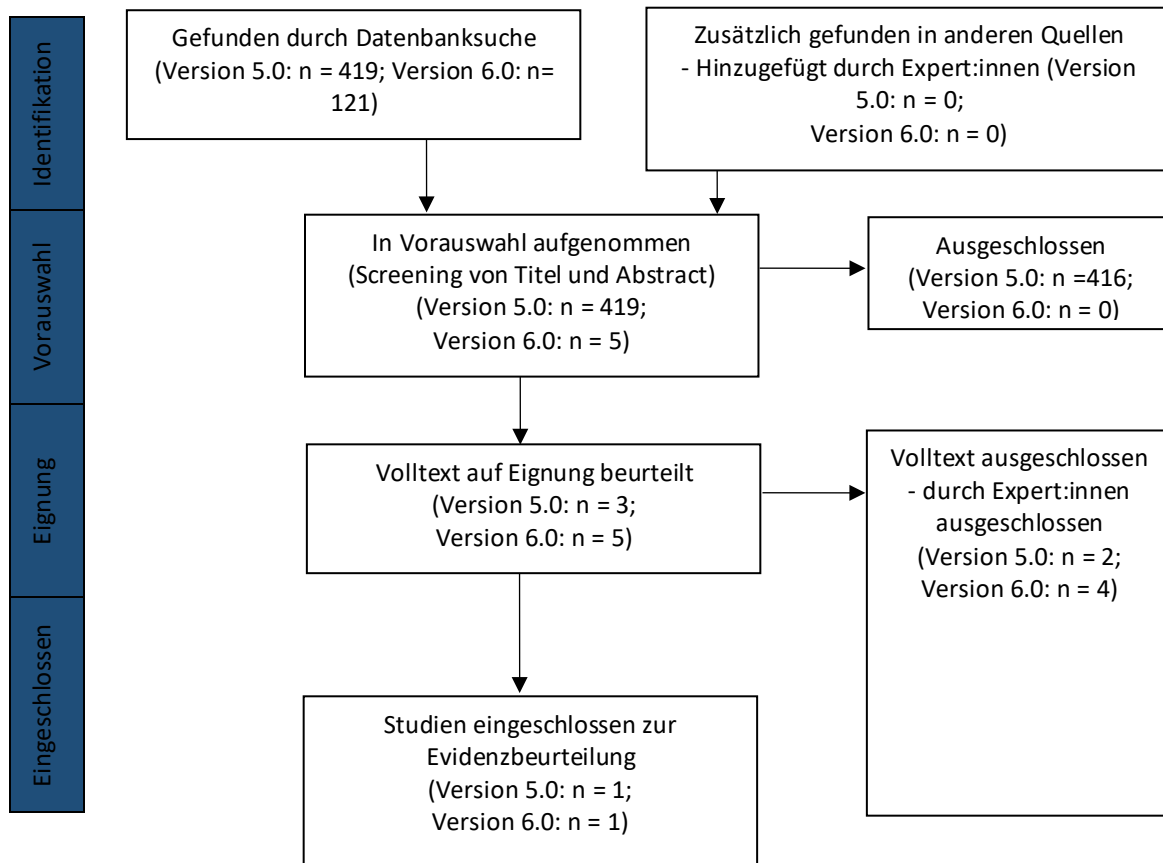 Identifikation
Gefunden durch Datenbanksuche
(Version 5.0: n = 419; Version 6.0: n=
121)
Zusätzlich gefunden in anderen Quellen
- Hinzugefügt durch Expert:innen (Version
5.0: n = 0;
Version 6.0: n = 0)
Vorauswahl
In Vorauswahl aufgenommen
(Screening von Titel und Abstract)
(Version 5.0: n = 419;
Version 6.0: n = 5)
Ausgeschlossen
(Version 5.0: n =416;
Version 6.0: n = 0)
Eignung
Volltext auf Eignung beurteilt
(Version 5.0: n = 3;
Version 6.0: n = 5)
Volltext ausgeschlossen
- durch Expert:innen
ausgeschlossen
(Version 5.0: n = 2;
Version 6.0: n = 4)
Eingeschlossen
Studien eingeschlossen zur
Evidenzbeurteilung
(Version 5.0: n = 1;
Version 6.0: n = 1)